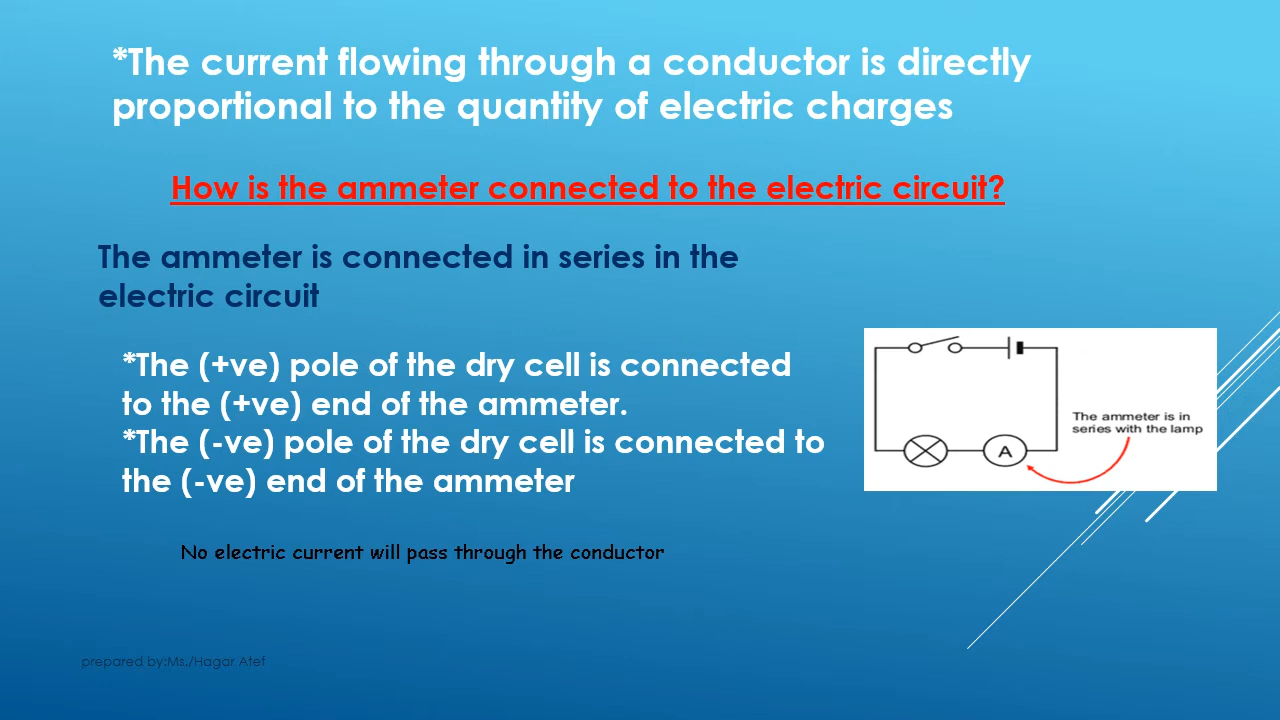 *The current flowing through a conductor is directly
proportional to the quantity of electric charges
How is the ammeter connected to the electric circuit?
The ammeter is connected in series in the
electric circuit
*The (+ve) pole of the dry cell is connected
to the (+ve) end of the ammeter.
*The (-ve) pole of the dry cell is connected to
the (-ve) end of the ammeter
The ammeter is in
series with the lamp
A
No electric current will pass through the conductor
prepared by:Ms./Hagar Atef